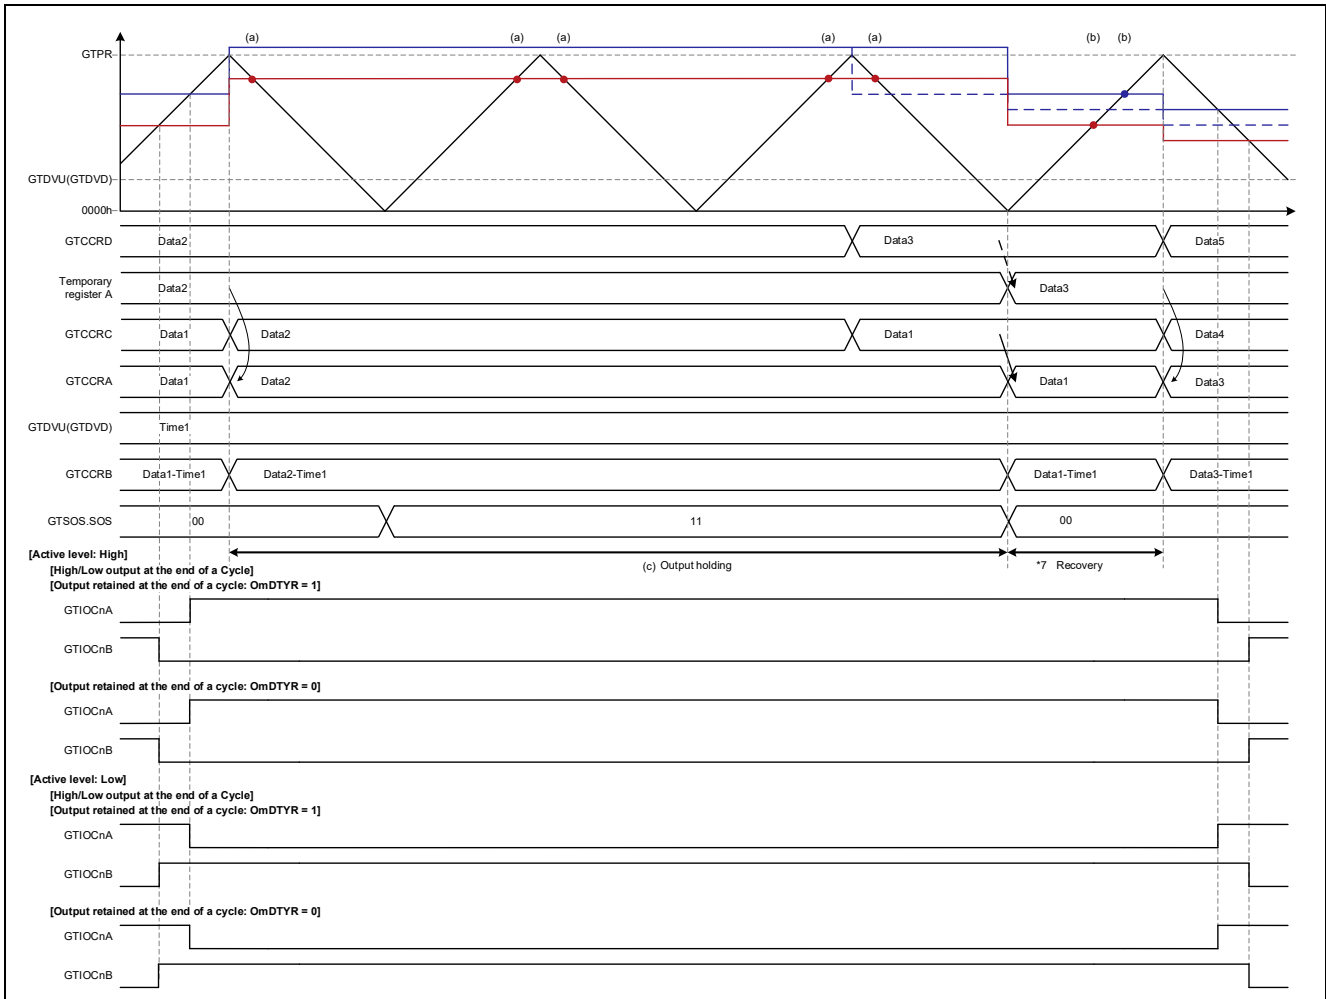 (a) (a) (a) (a) (a) (b) (b)
GTPR
GTDVU(GTDVD)
0000h
GTCCRD Data2 Data3 Data5
Temporary
register A Data2 Data3
GTCCRC Data1 Data2 Data1 Data4
GTCCRA Data1 Data2 Data1 Data3
GTDVU(GTDVD) Time1
GTCCRB Data1-Time1 Data2-Time1 Data1-Time1 Data3-Time1
GTSOS.SOS 00 11 00
[Active level: High]
(c) Output holding *7 Recovery
[High/Low output at the end of a Cycle]
[Output retained at the end of a cycle: OmDTYR = 1]
GTIOCnA
GTIOCnB
[Output retained at the end of a cycle: OmDTYR = 0]
GTIOCnA
GTIOCnB
[Active level: Low]
[High/Low output at the end of a Cycle]
[Output retained at the end of a cycle: OmDTYR = 1]
GTIOCnA
GTIOCnB
[Output retained at the end of a cycle: OmDTYR = 0]
GTIOCnA
GTIOCnB